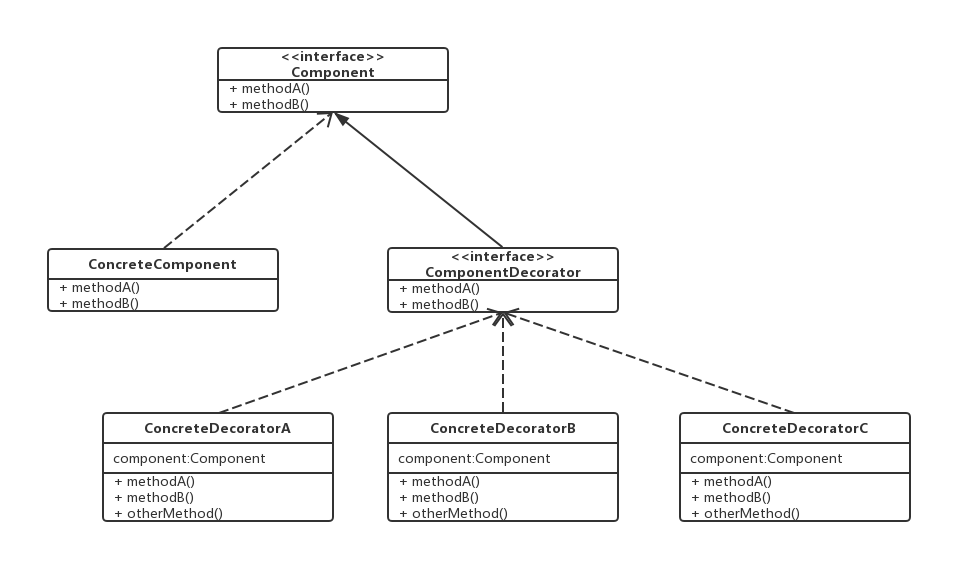 <<interface>>
Component
+ methodA()
+ methodB()
ConcreteComponent
+ methodA()
+ methodB()
<<interface>>
ComponentDecorator
+ methodA()
+ methodB()
ConcreteDecoratorA
component:Component
+ methodA()
+ methodB()
+ otherMethod()
ConcreteDecoratorB
component:Component
+ methodA()
+ methodB()
+ otherMethod()
ConcreteDecoratorC
component:Component
+ methodA()
+ methodB()
+ otherMethod()